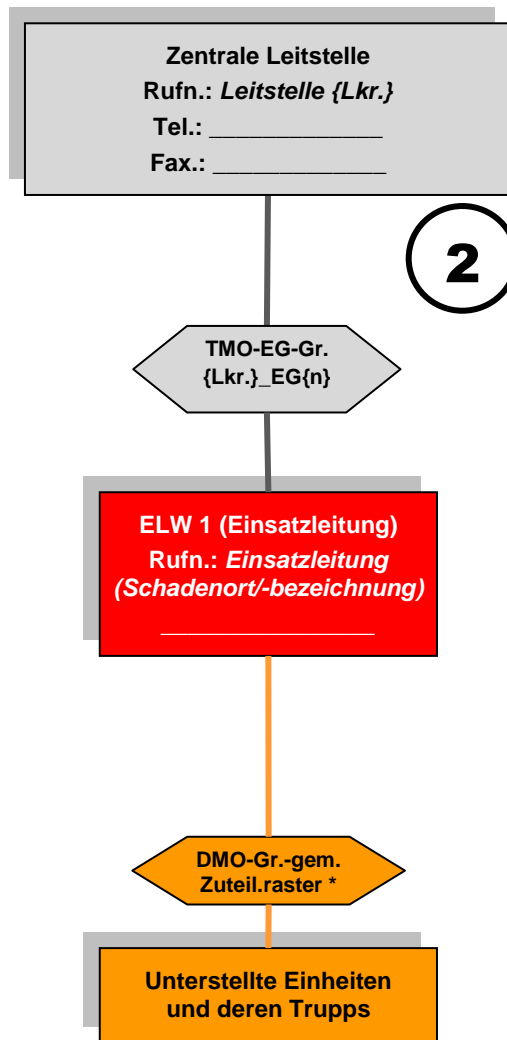 Zentrale Leitstelle
Rufn.: Leitstelle {Lkr.}
Tel.: _____________
Fax.: _____________
2
TMO-EG-Gr.
{Lkr.}_EG{n}
ELW 1 (Einsatzleitung)
Rufn.: Einsatzleitung
(Schadenort/-bezeichnung)
________________
DMO-Gr.-gem.
Zuteil.raster *
Unterstellte Einheiten
und deren Trupps